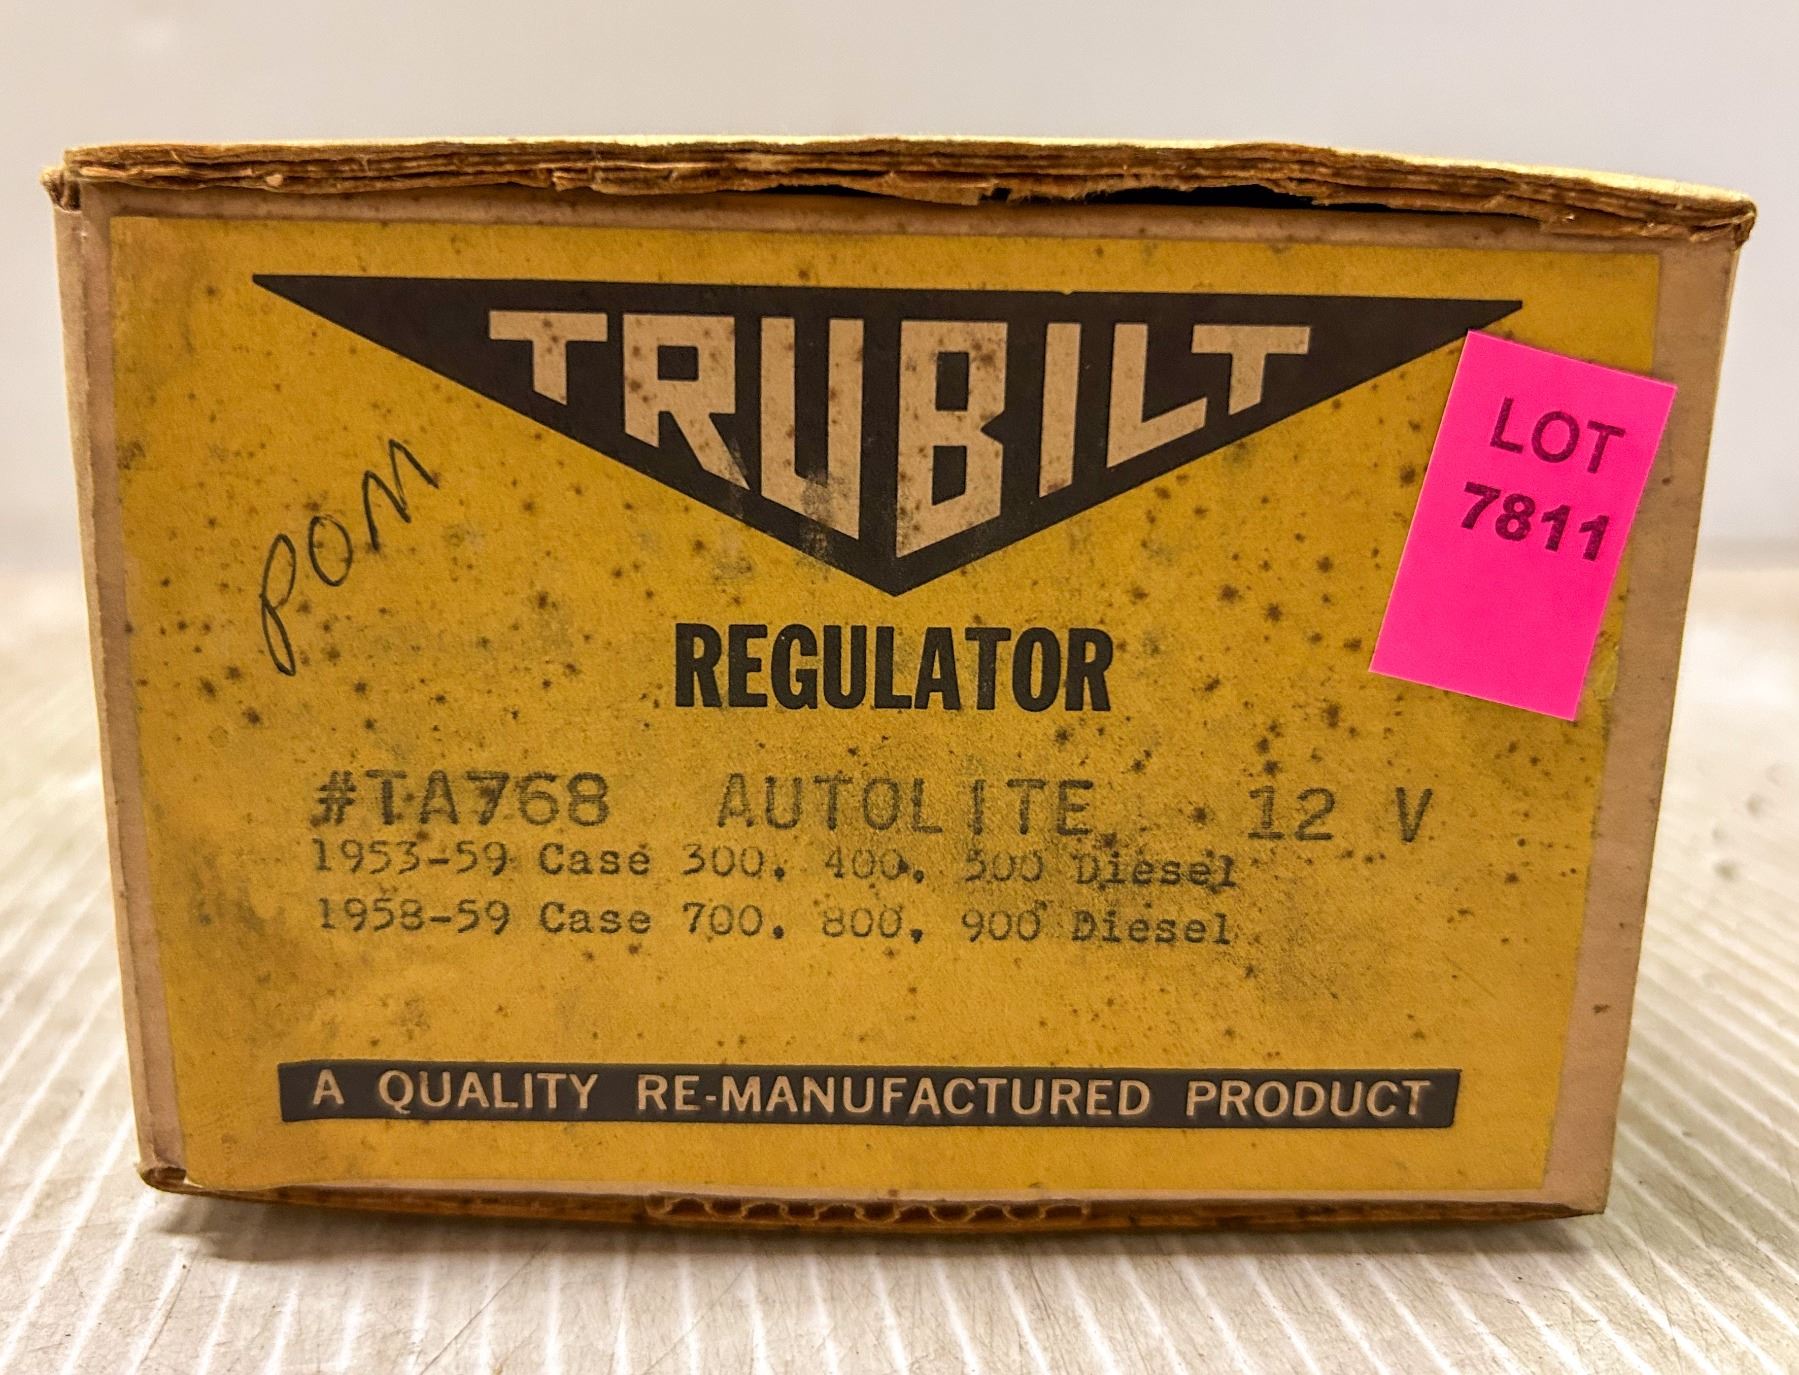 TRUBILT
LOT
7811
POM
REGULATOR
#TA768 AUTOLITE 12 V
1953-59 Case 300, 400, 500 Diesel
1958-59 Case 700, 800, 900 Diesel
A QUALITY RE-MANUFACTURED PRODUCT